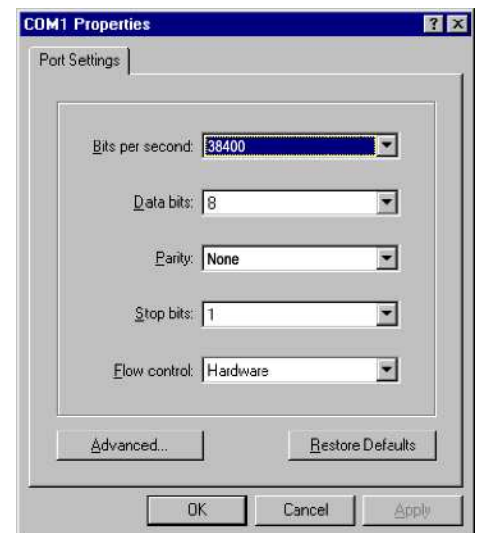 COM1 Properties
Port Settings
Bits per second: 38400
Data bits: 8
Parity: None
Stop bits: 1
Flow control: Hardware
Advanced... Restore Defaults
OK Cancel Apply